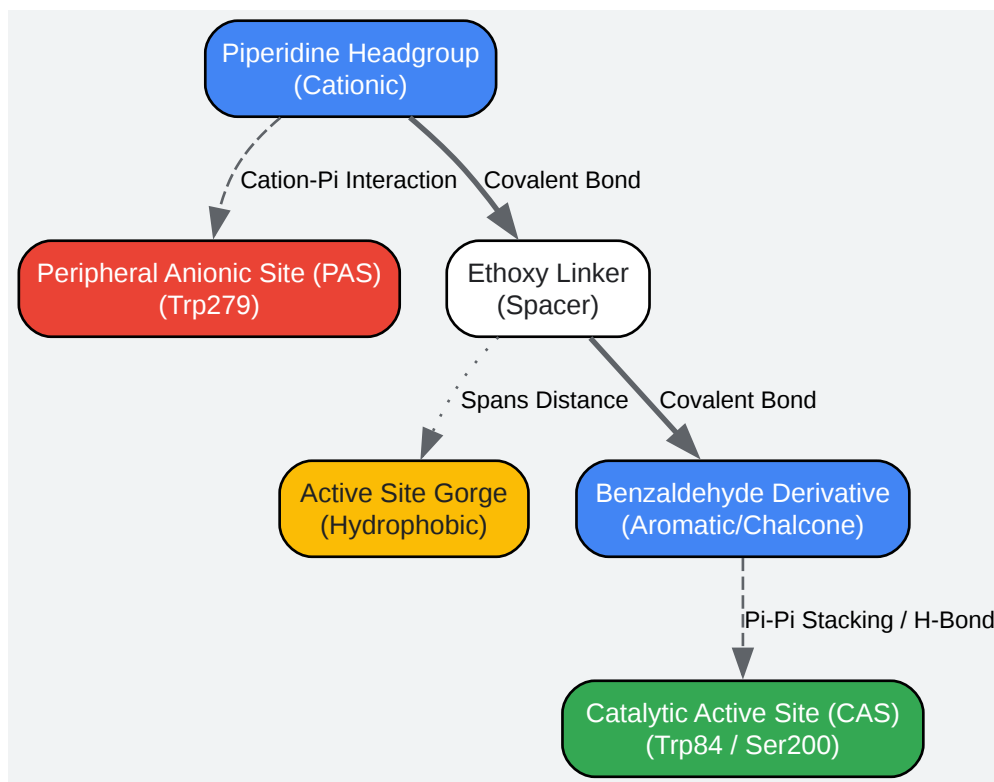 Piperidine Headgroup
(Cationic)
Cation-Pi Interaction
Covalent Bond
Peripheral Anionic Site (PAS)
(Trp279)
Ethoxy Linker
(Spacer)
Spans Distance
Covalent Bond
Active Site Gorge
(Hydrophobic)
Benzaldehyde Derivative
(Aromatic/Chalcone)
Pi-Pi Stacking / H-Bond
Catalytic Active Site (CAS)
(Trp84 / Ser200)